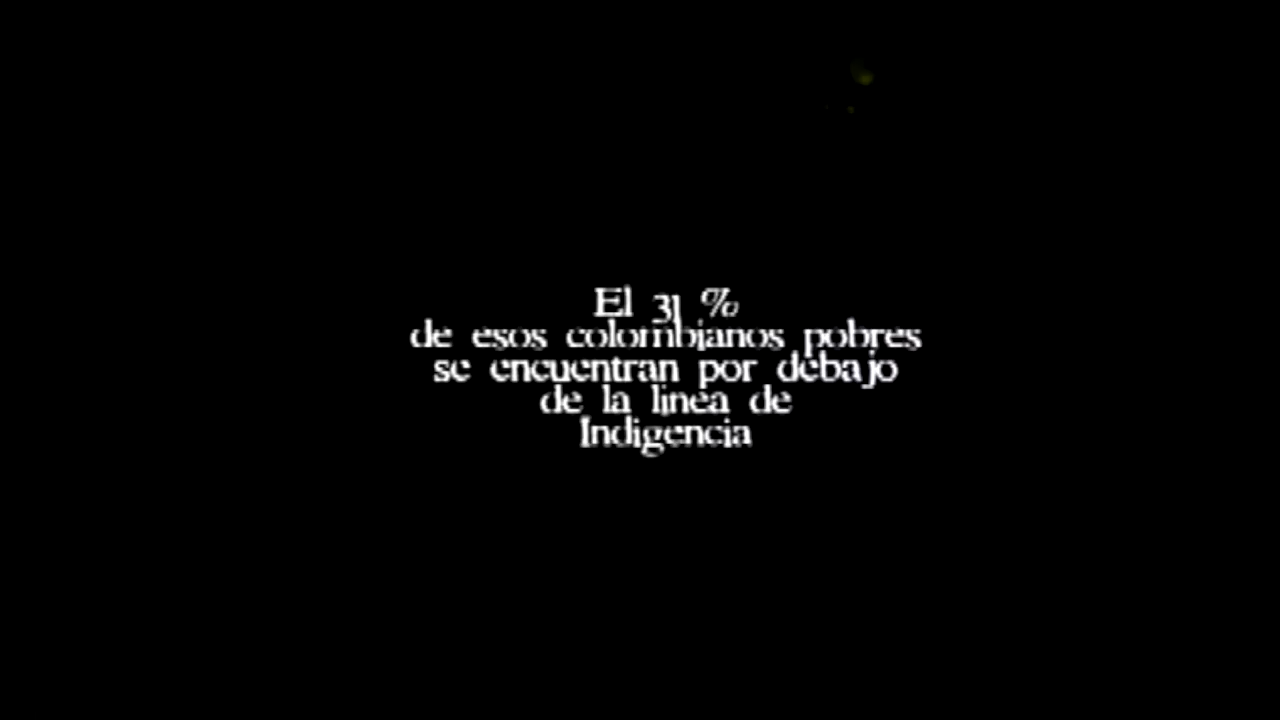 El 31 %
de esos colombianos pobres
se encuentran por debajo
de la linea de
Indigencia